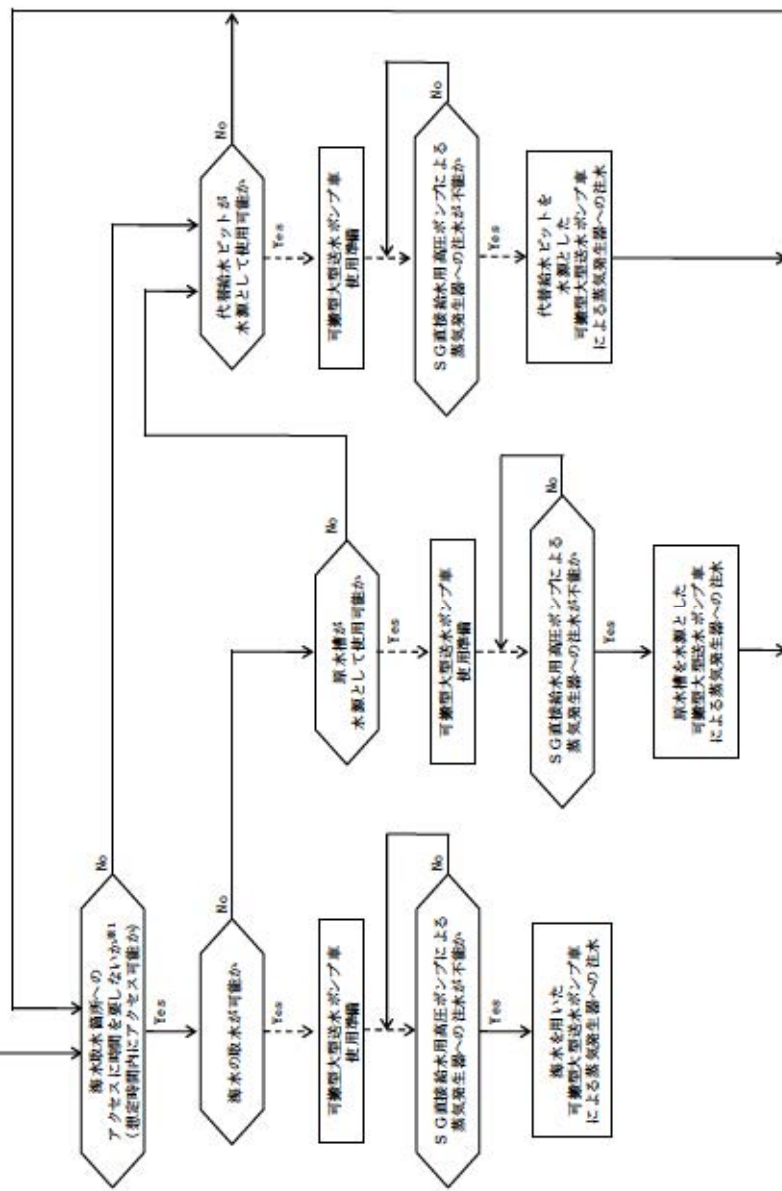 海水取水箇所への
アクセスに時間を要しないか※1
(想定時間内にアクセス可能か)
No
Yes
海水の取水が可能か
No
Yes
可搬型大型送水ポンプ車
使用準備
SG直接給水用高圧ポンプによる
蒸気発生器への注水が不能か
No
Yes
海水を用いた
可搬型大型送水ポンプ車
による蒸気発生器への注水
原水槽が
水源として使用可能か
No
Yes
可搬型大型送水ポンプ車
使用準備
SG直接給水用高圧ポンプによる
蒸気発生器への注水が不能か
No
Yes
原水槽を水源とした
可搬型大型送水ポンプ車
による蒸気発生器への注水
代替給水ピットが
水源として使用可能か
No
Yes
可搬型大型送水ポンプ車
使用準備
SG直接給水用高圧ポンプによる
蒸気発生器への注水が不能か
No
Yes
代替給水ピットを
水源とした
可搬型大型送水ポンプ車
による蒸気発生器への注水